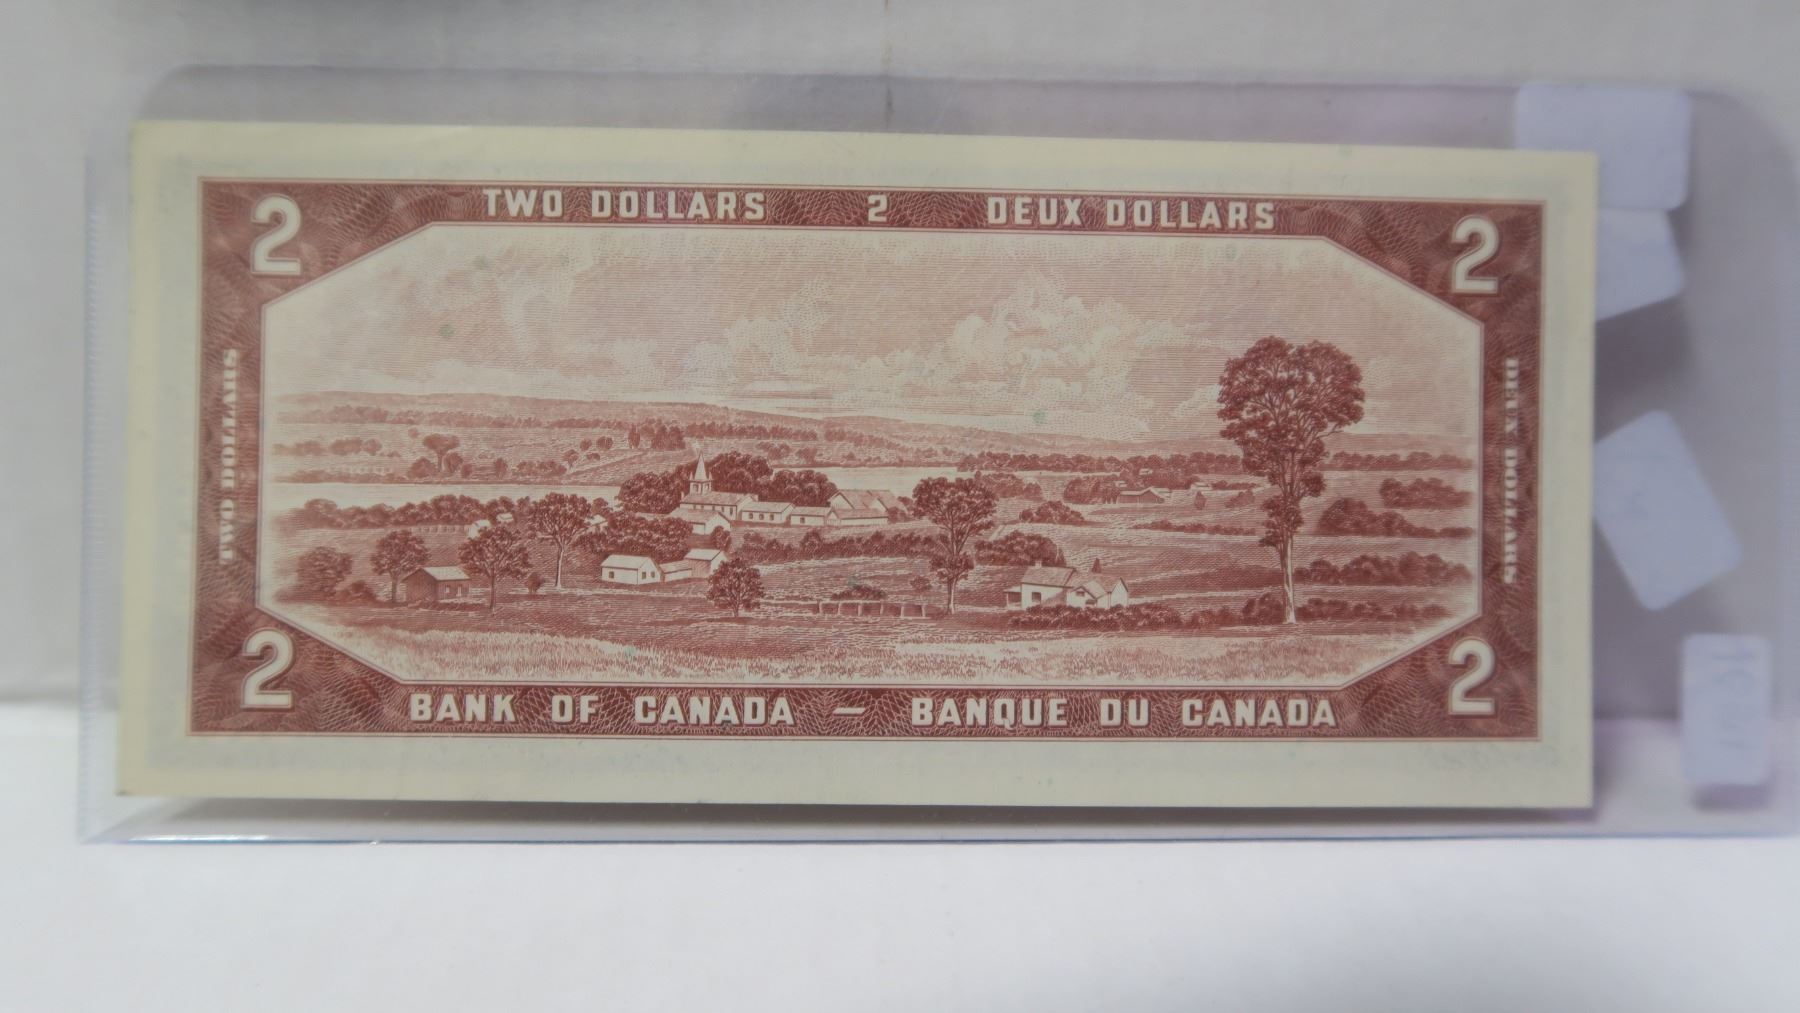 TWO DOLLARS 2 DEUX DOLLARS
2 2
TWO DOLLARS
DEUX DOLLARS
2 2
BANK OF CANADA — BANQUE DU CANADA